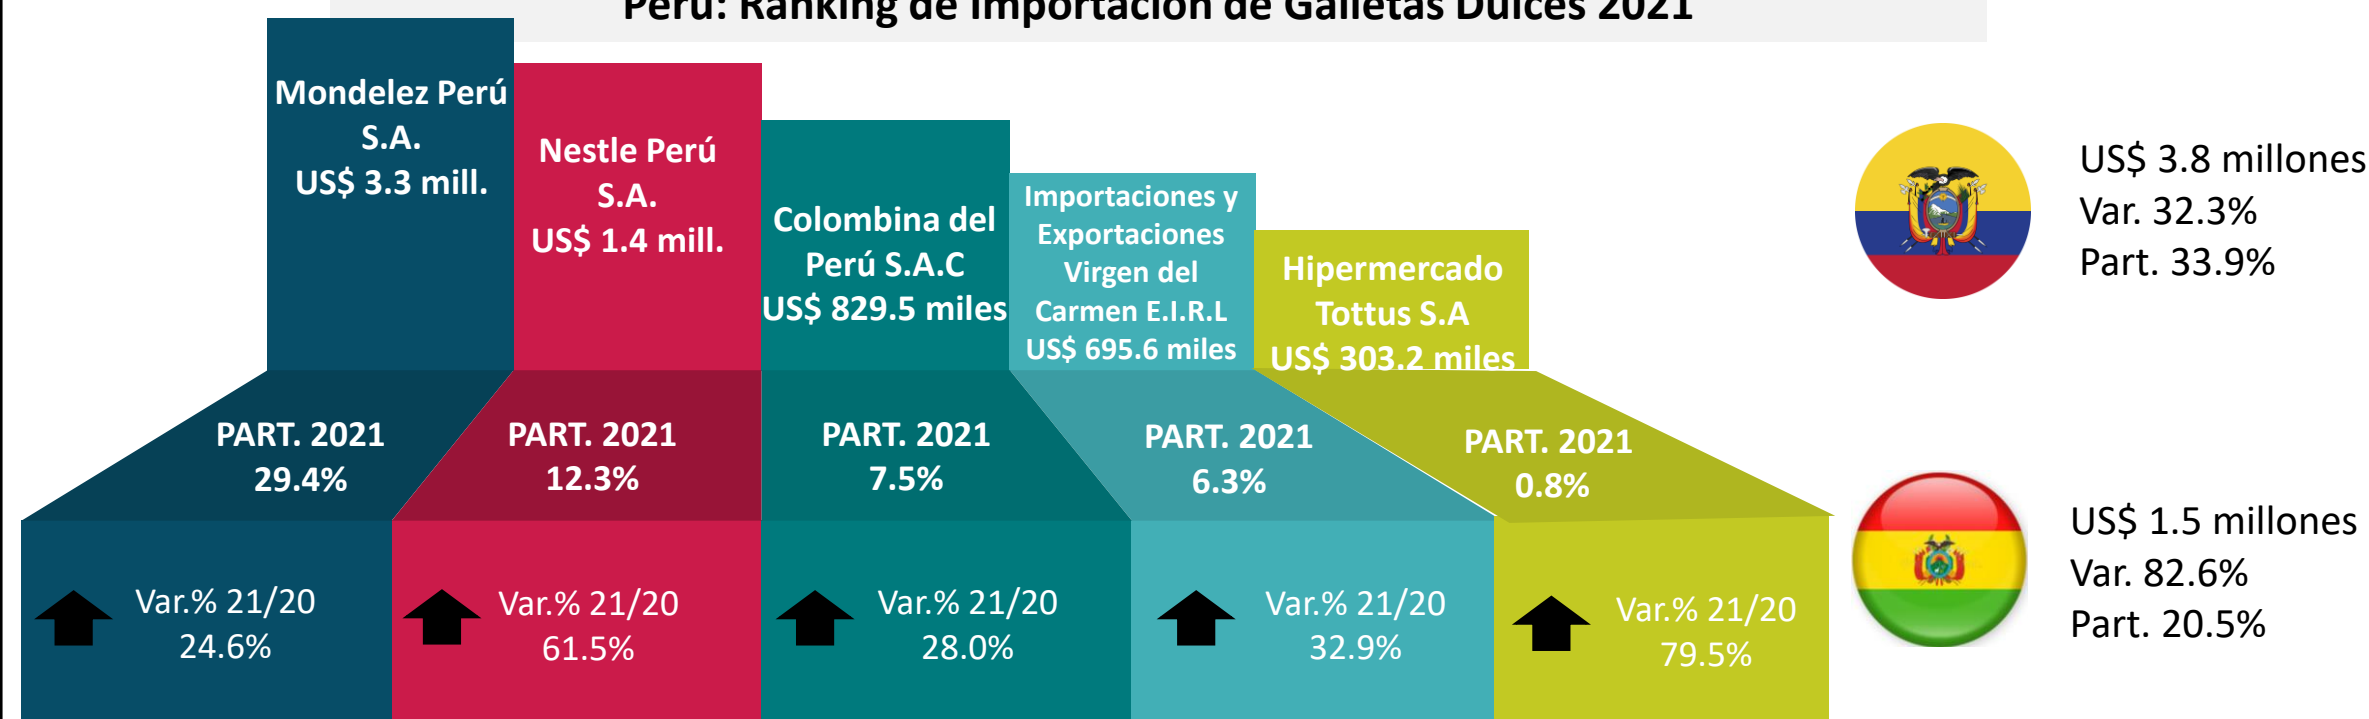 Perú: Ranking de Importación de Galletas Dulces 2021
Mondelez Perú
S.A.
US$ 3.3 mill.
Nestle Perú
S.A.
US$ 1.4 mill.
Colombina del
Perú S.A.C
US$ 829.5 miles
Importaciones y
Exportaciones
Virgen del
Carmen E.I.R.L
US$ 695.6 miles
Hipermercado
Tottus S.A
US$ 303.2 miles
PART. 2021
29.4%
PART. 2021
12.3%
PART. 2021
7.5%
PART. 2021
6.3%
PART. 2021
0.8%
Var.% 21/20
24.6%
Var.% 21/20
61.5%
Var.% 21/20
28.0%
Var.% 21/20
32.9%
Var.% 21/20
79.5%
US$ 3.8 millones
Var. 32.3%
Part. 33.9%
US$ 1.5 millones
Var. 82.6%
Part. 20.5%